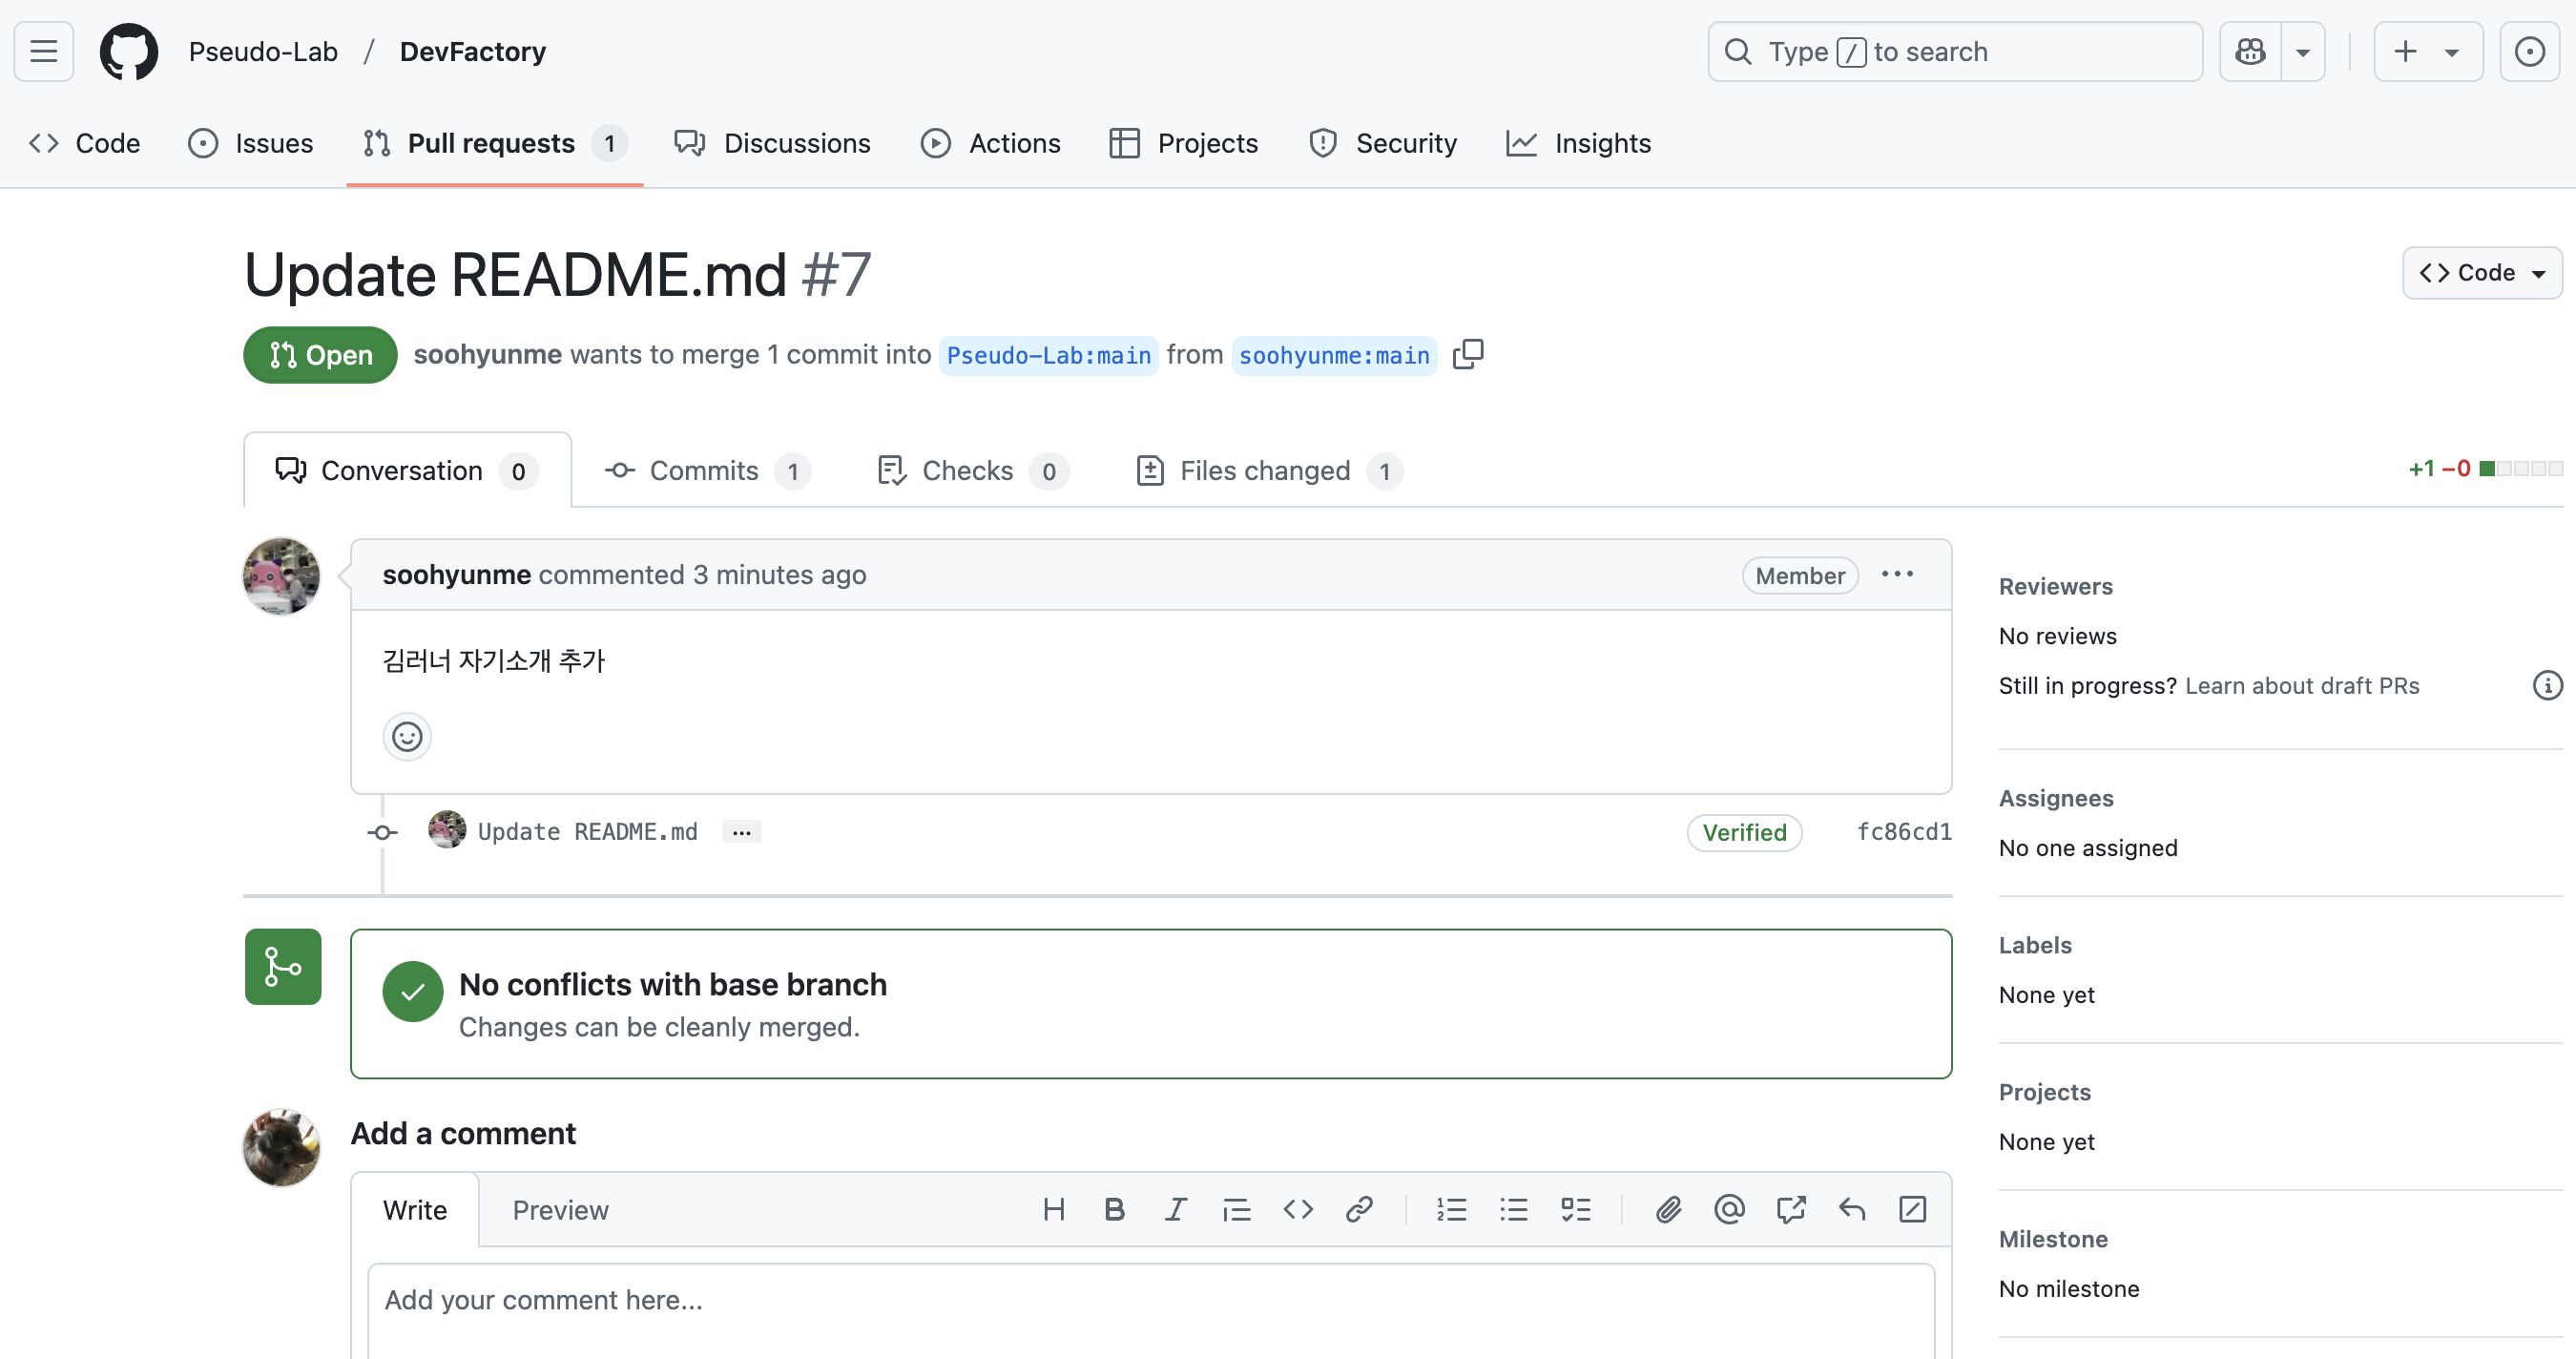 Pseudo-Lab / DevFactory
Type / to search
Code
Issues
Pull requests 1
Discussions
Actions
Projects
Security
Insights
Update README.md #7
Code
Open
soohyunme wants to merge 1 commit into Pseudo-Lab:main from soohyunme:main
Conversation 0
Commits 1
Checks 0
Files changed 1
+1 −0
soohyunme commented 3 minutes ago
Member
김러너 자기소개 추가
Update README.md
Verified
fc86cd1
No conflicts with base branch
Changes can be cleanly merged.
Add a comment
Write
Preview
Add your comment here...
Reviewers
No reviews
Still in progress? Learn about draft PRs
Assignees
No one assigned
Labels
None yet
Projects
None yet
Milestone
No milestone